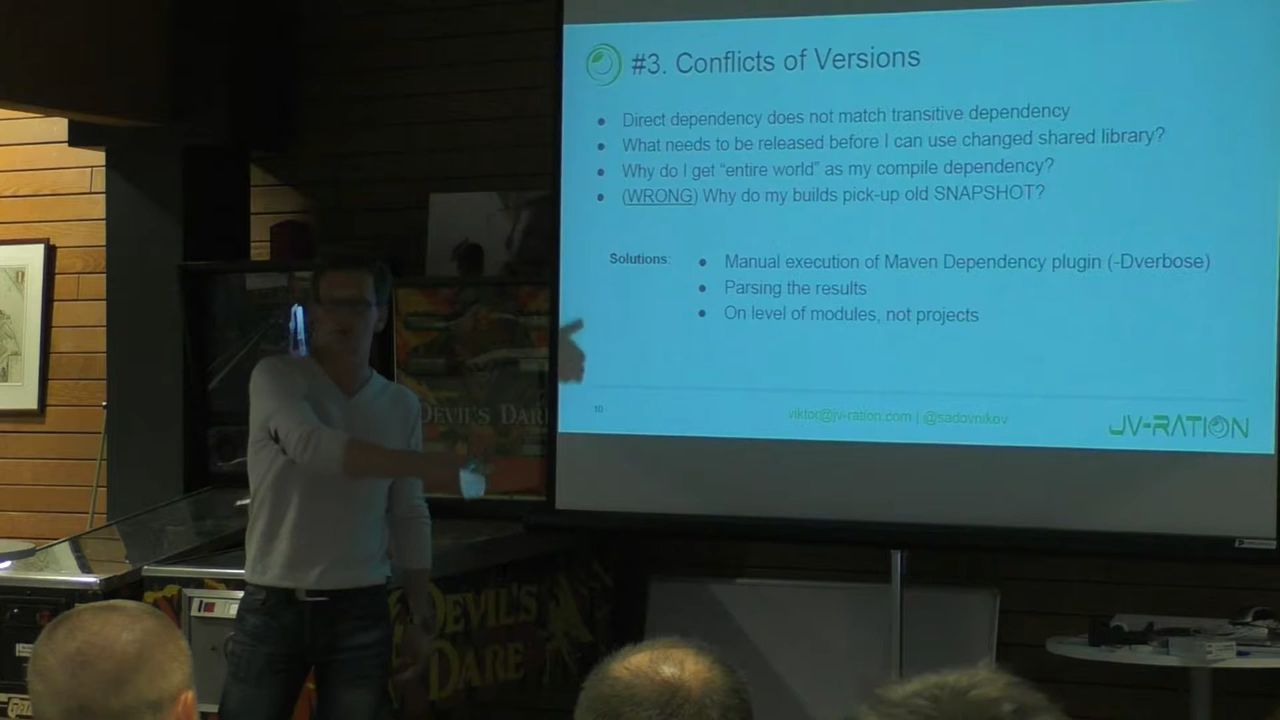 #3. Conflicts of Versions
Direct dependency does not match transitive dependency
What needs to be released before I can use changed shared library?
Why do I get “entire world” as my compile dependency?
(WRONG) Why do my builds pick-up old SNAPSHOT?
Solutions:
Manual execution of Maven Dependency plugin (-Dverbose)
Parsing the results
On level of modules, not projects
10
viktor@jv-ration.com | @sadovnikov
JV-RATION
DEVIL'S DARE
DEVIL'S
DARE